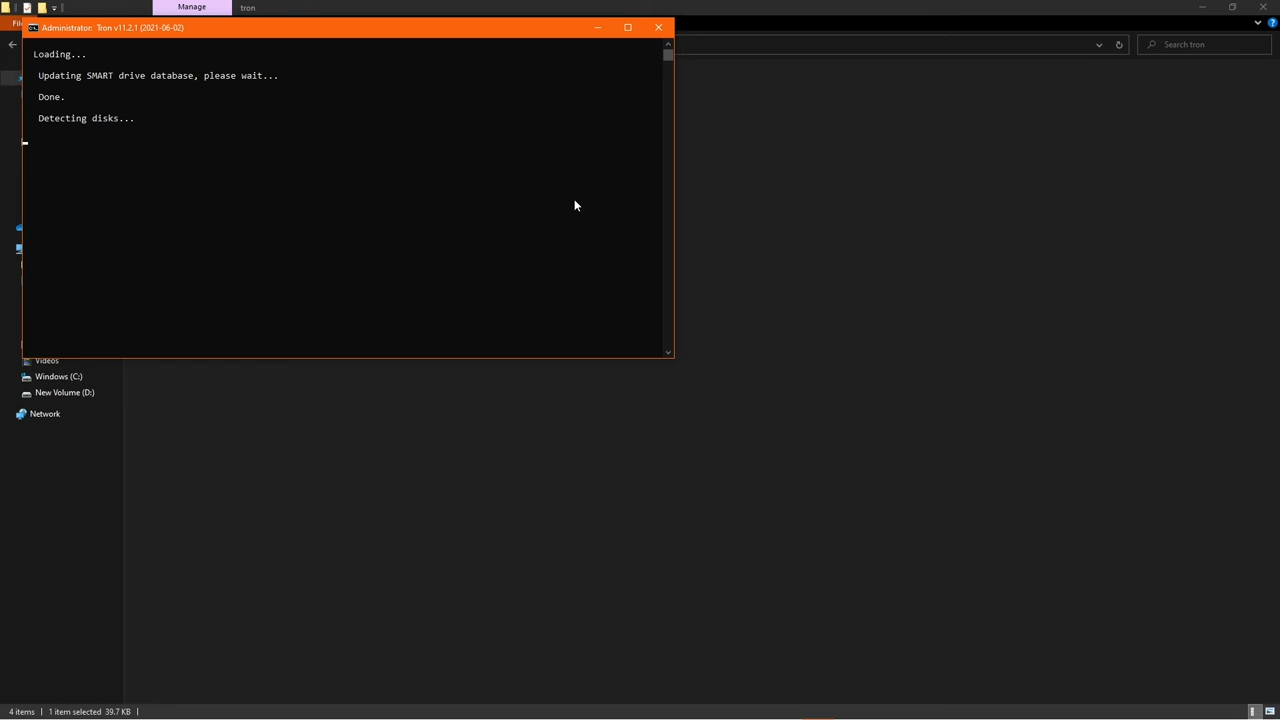 Manage
tron
Administrator: Tron v11.2.1 (2021-06-02)
Search tron
Loading...
Updating SMART drive database, please wait...
Done.
Detecting disks...
Videos
Windows (C:)
New Volume (D:)
Network
4 items
1 item selected 39.7 KB